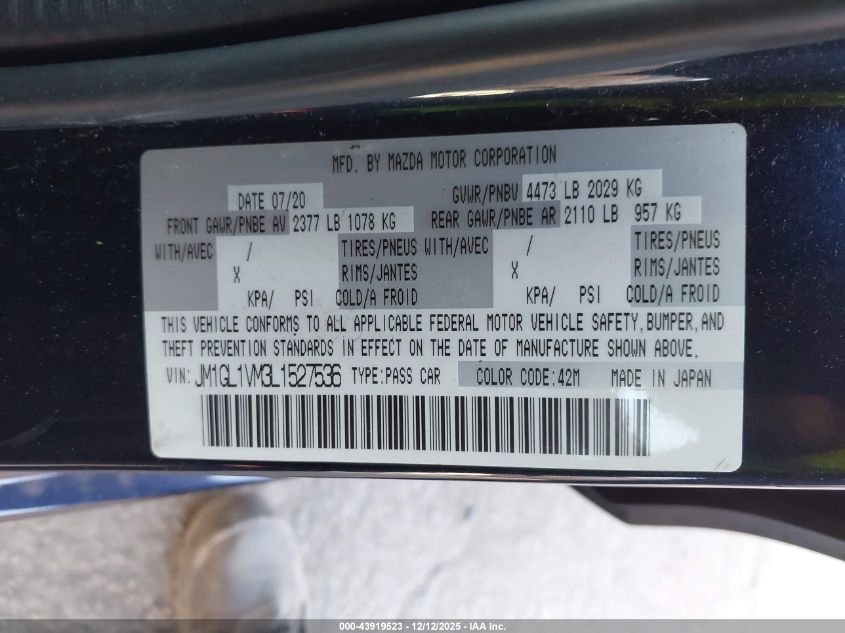 MFD. BY MAZDA MOTOR CORPORATION
DATE 07/20 GVWR/PNBV 4473 LB 2029 KG
FRONT GAWR/PNBE AV 2377 LB 1078 KG REAR GAWR/PNBE AR 2110 LB 957 KG
WITH/AVEC / TIRES/PNEUS WITH/AVEC / TIRES/PNEUS
X RIMS/JANTES X RIMS/JANTES
KPA/ PSI COLD/A FROID KPA/ PSI COLD/A FROID
THIS VEHICLE CONFORMS TO ALL APPLICABLE FEDERAL MOTOR VEHICLE SAFETY, BUMPER, AND
THEFT PREVENTION STANDARDS IN EFFECT ON THE DATE OF MANUFACTURE SHOWN ABOVE.
VIN: JM1GL1VM3L1527536 TYPE:PASS CAR COLOR CODE:42M MADE IN JAPAN
000-43919523 - 12/12/2025 - IAA Inc.